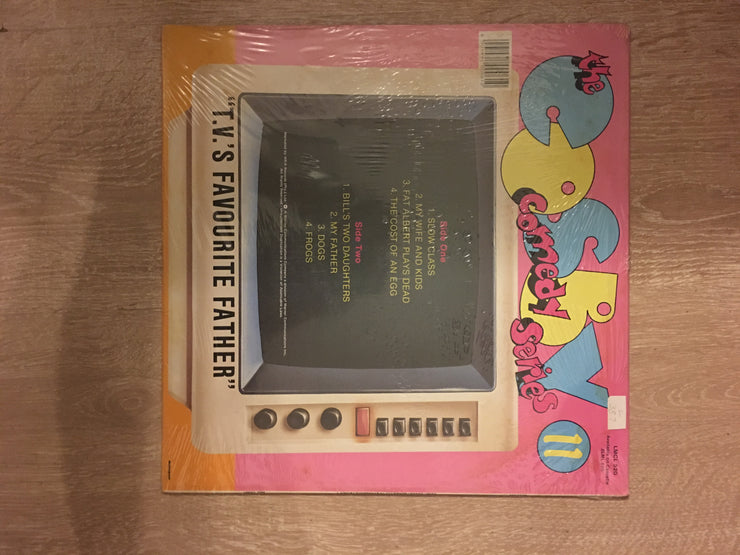 the
COSBY
comedy series
11
Side One
1. SLOW CLASS
2. MY WIFE AND KIDS
3. FAT ALBERT PLAYS DEAD
4. THE COST OF AN EGG
Side Two
1. BILL'S TWO DAUGHTERS
2. MY FATHER
3. DOGS
4. FROGS
"T.V.'S FAVOURITE FATHER"